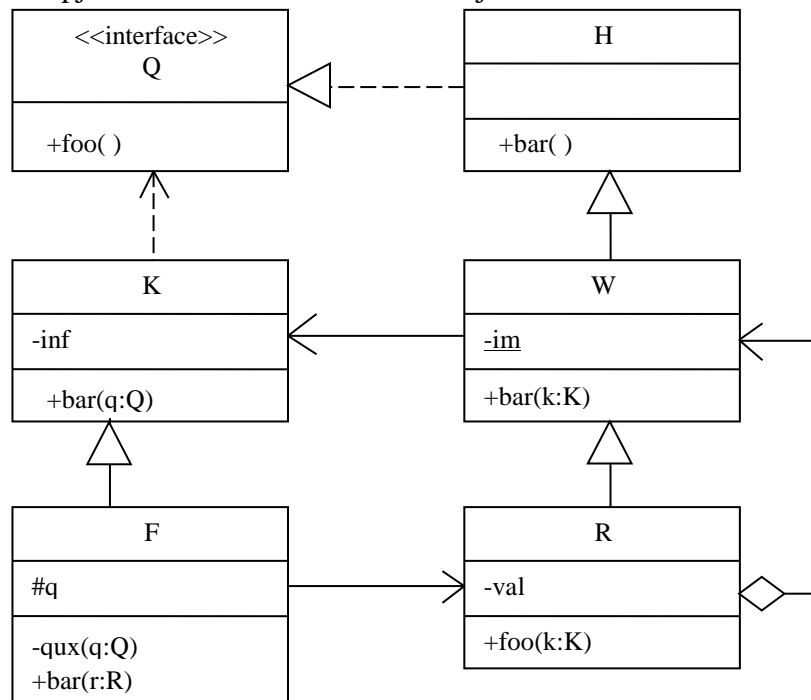 <<interface>>
Q
+foo( )
H
+bar( )
K
-inf
+bar(q:Q)
W
-im
+bar(k:K)
F
#q
-qux(q:Q)
+bar(r:R)
R
-val
+foo(k:K)